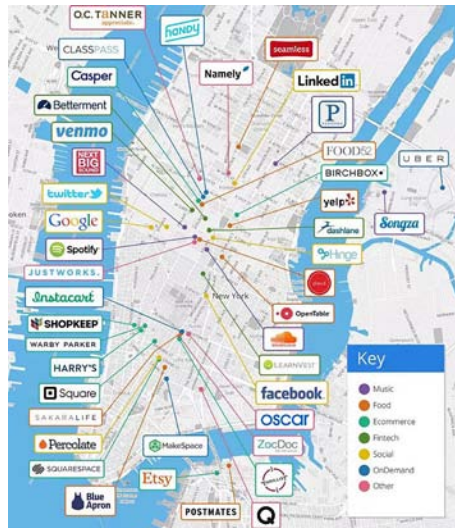 O.C. TANNER
appreciate.
handy
CLASSPASS
seamless
Casper
Namely
LinkedIn
Betterment
P
venmo
FOOD52
NEXT
BIG
SOUND
BIRCHBOX
UBER
twitter
yelp
Google
dashlane
Songza
Spotify
Hinge
JUSTWORKS.
Instacart
New York
OpenTable
SHOPKEEP
SOUNDCLOUD
WARBY PARKER
LEARNVEST
HARRY'S
facebook
Key
Square
Music
Food
Ecommerce
Fintech
Social
OnDemand
Other
oscar
SAKARALIFE
Percolate
MakeSpace
ZocDoc
SQUARESPACE
Etsy
Blue
Apron
POSTMATES
Q